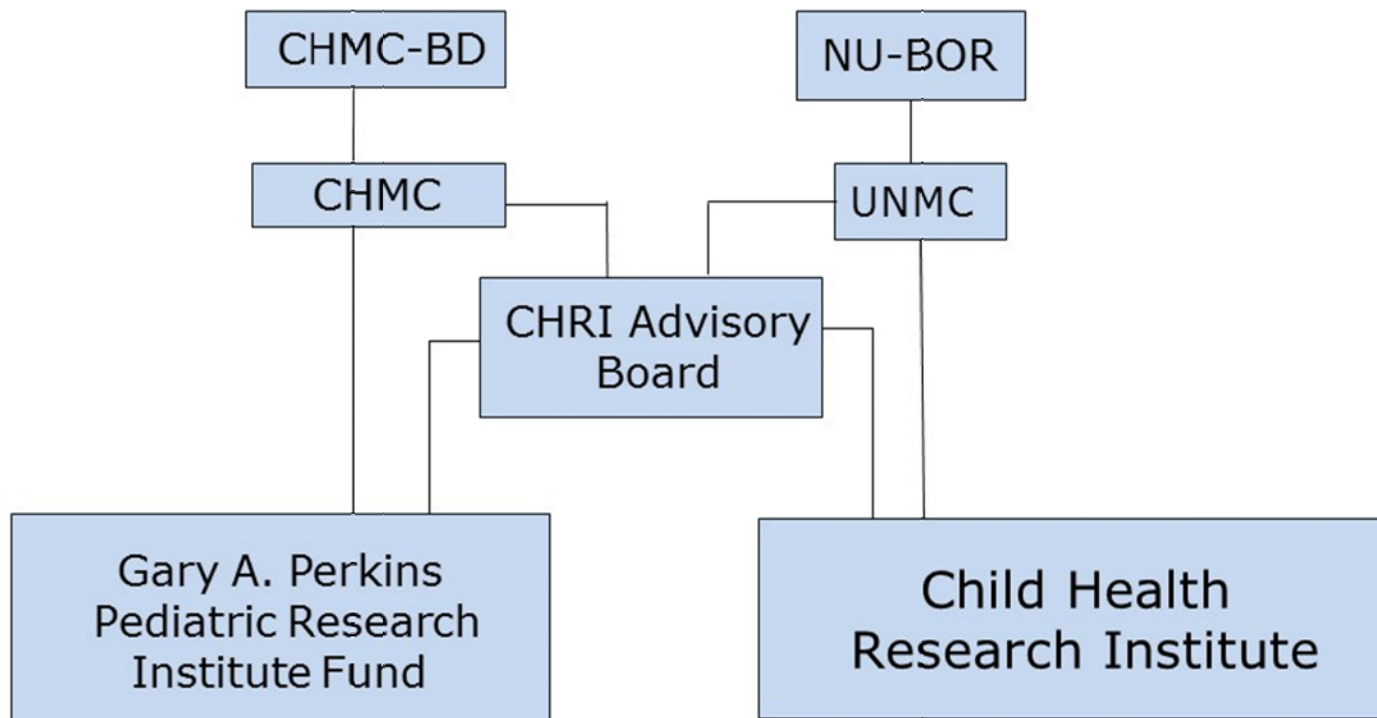 CHMC-BD
NU-BOR
CHMC
UNMC
CHRI Advisory
Board
Gary A. Perkins
Pediatric Research
Institute Fund
Child Health
Research Institute